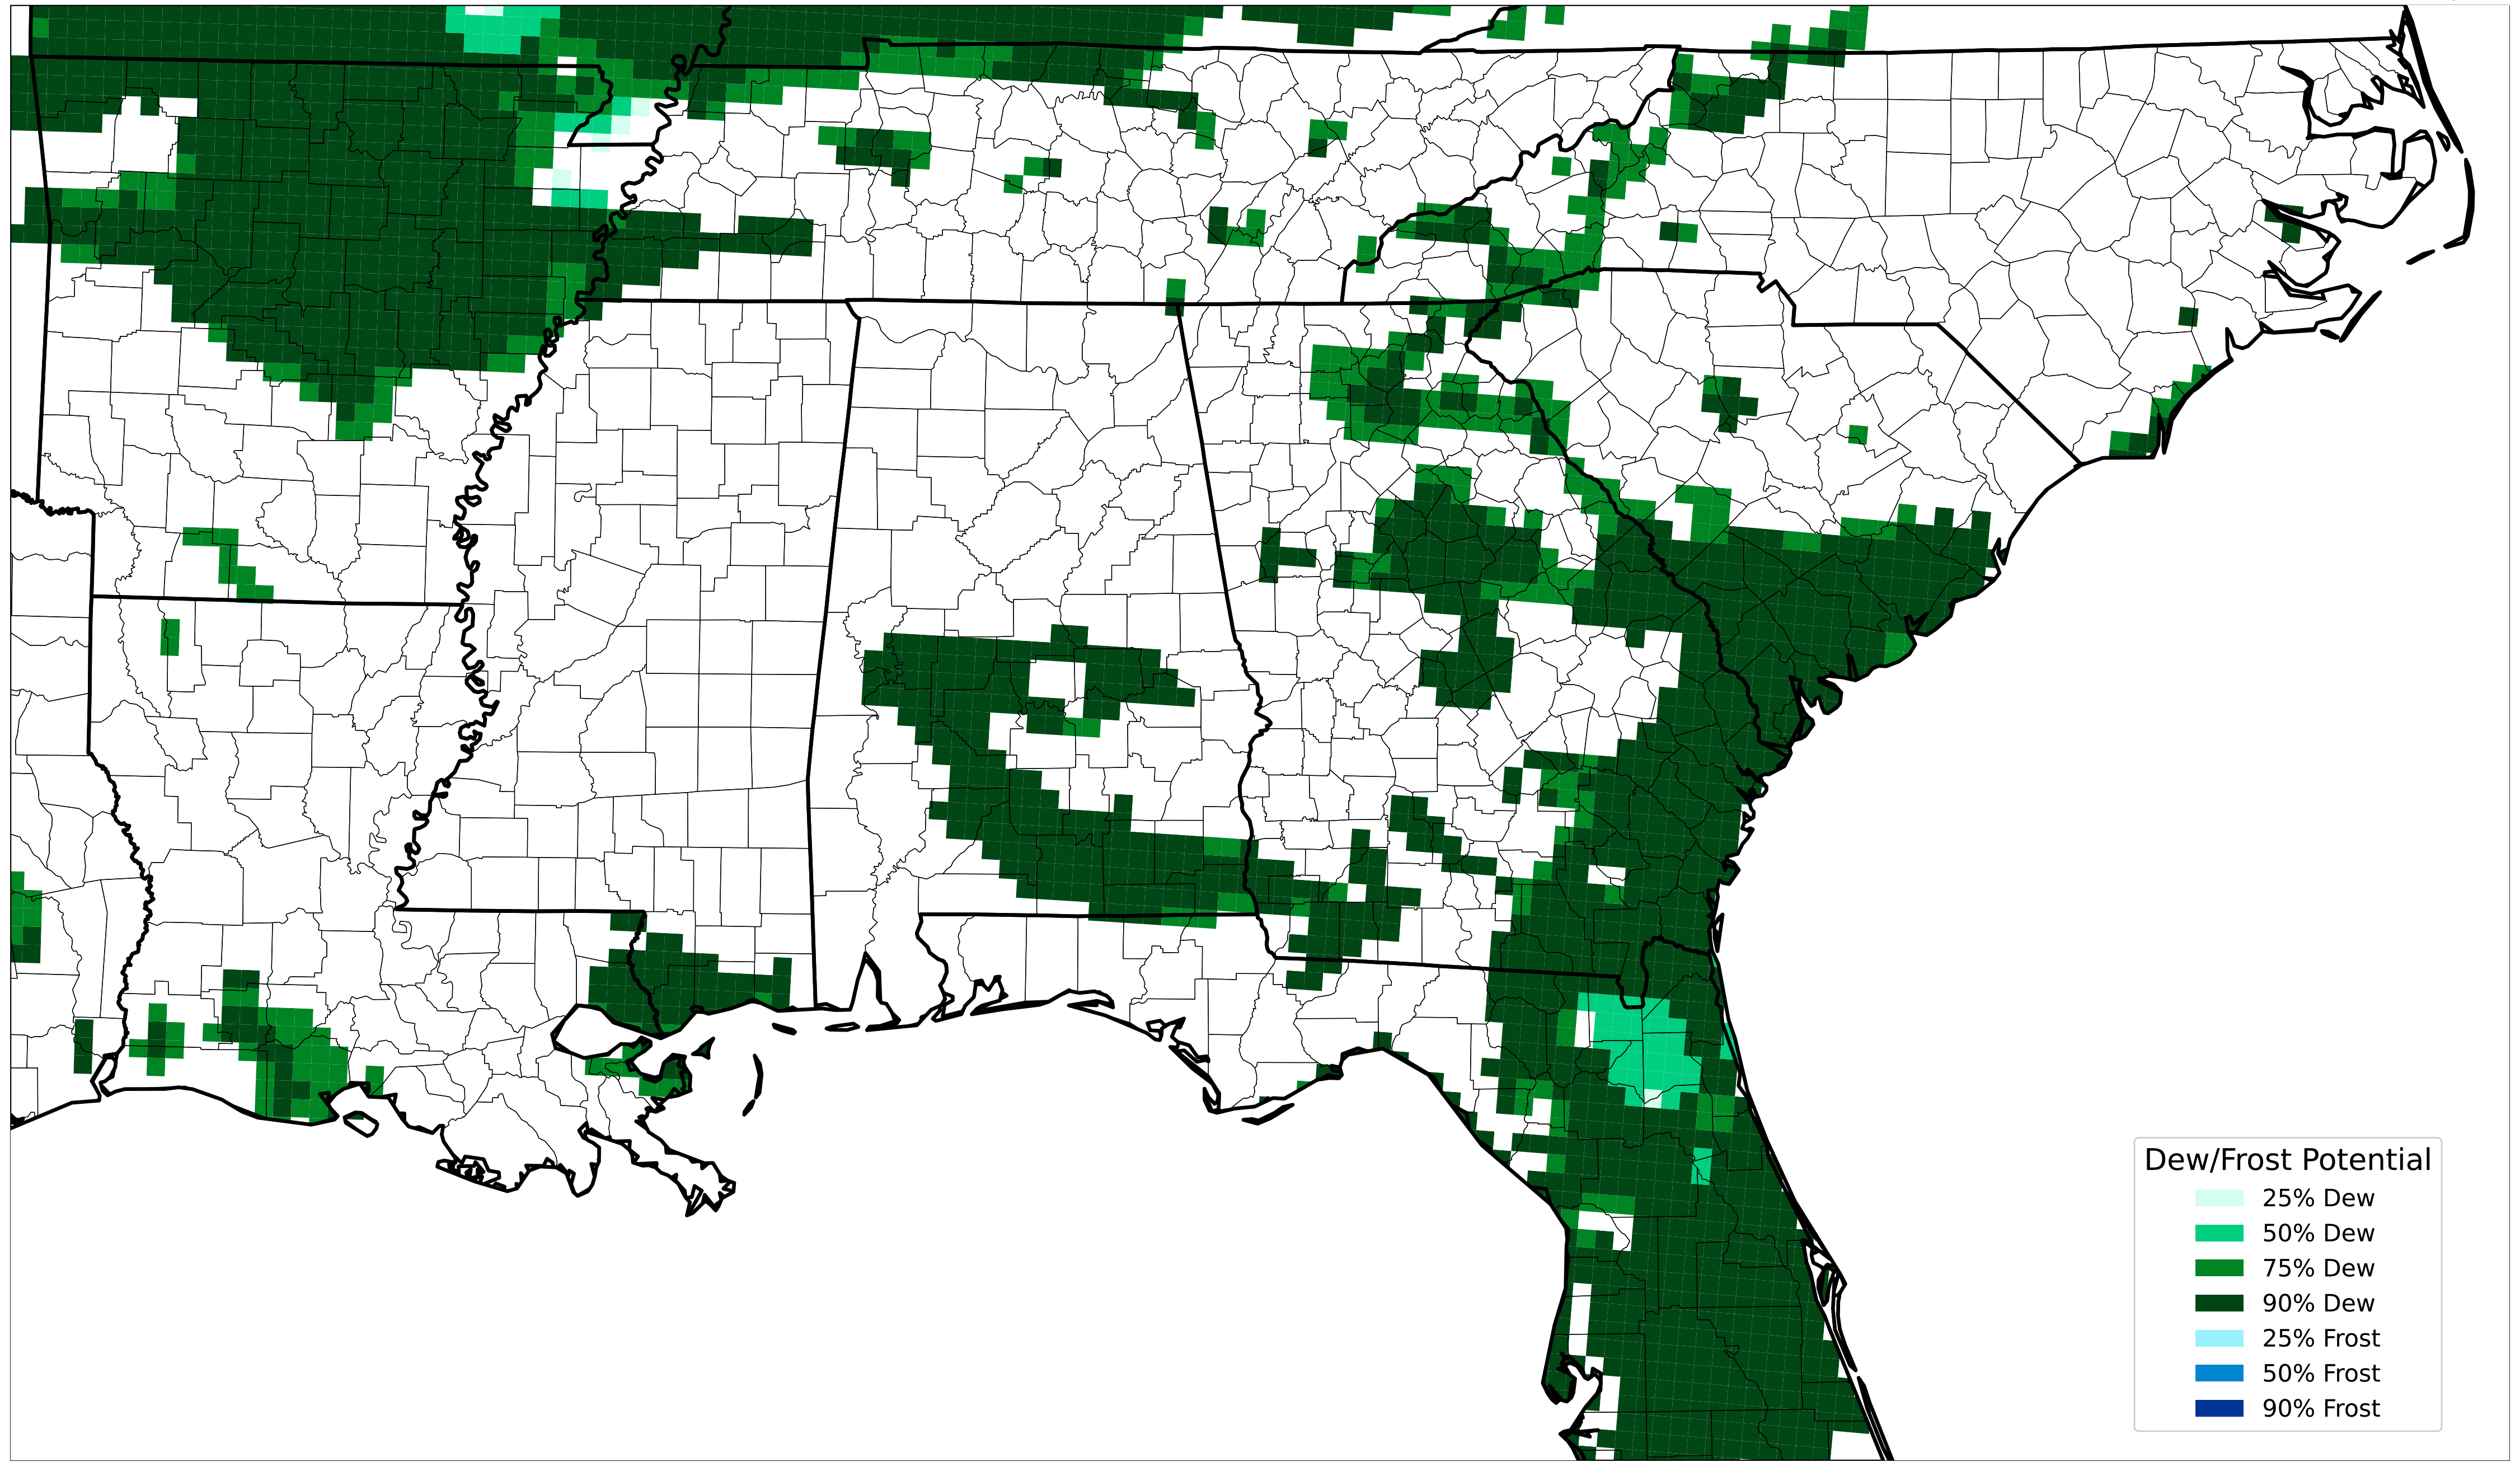 Dew/Frost Potential
25% Dew
50% Dew
75% Dew
90% Dew
25% Frost
50% Frost
90% Frost